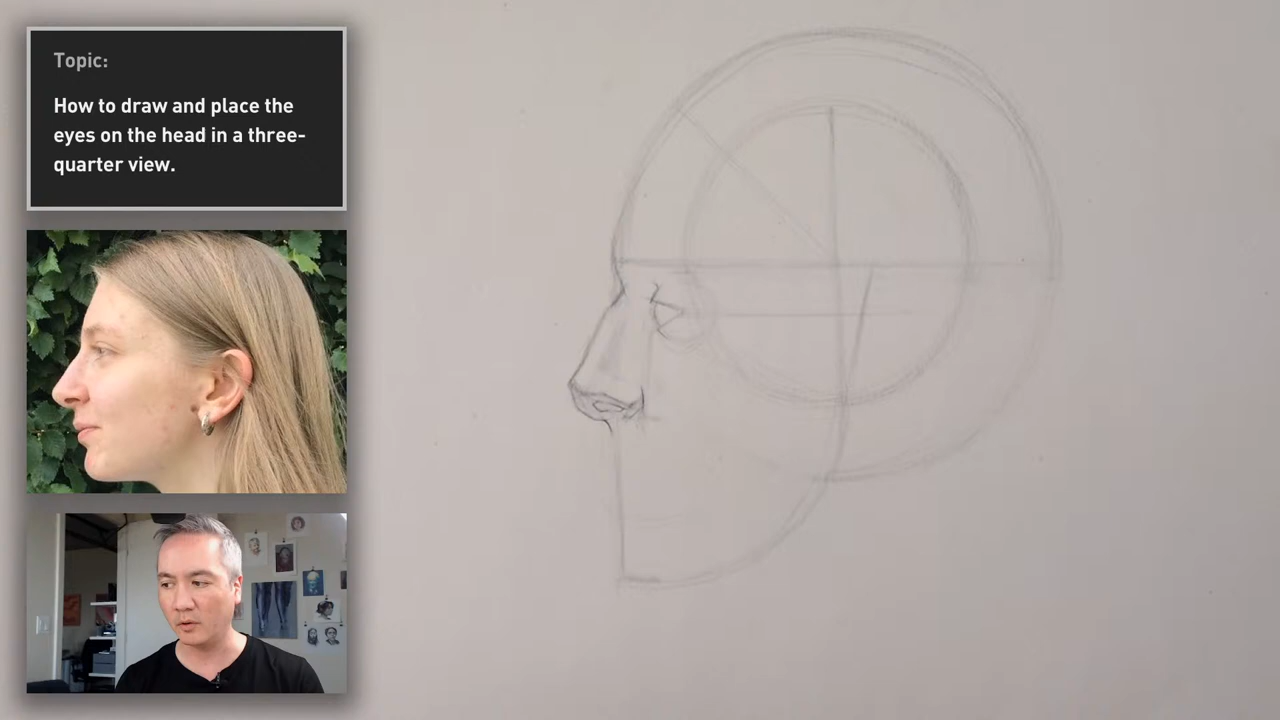 Topic:
How to draw and place the
eyes on the head in a three-
quarter view.